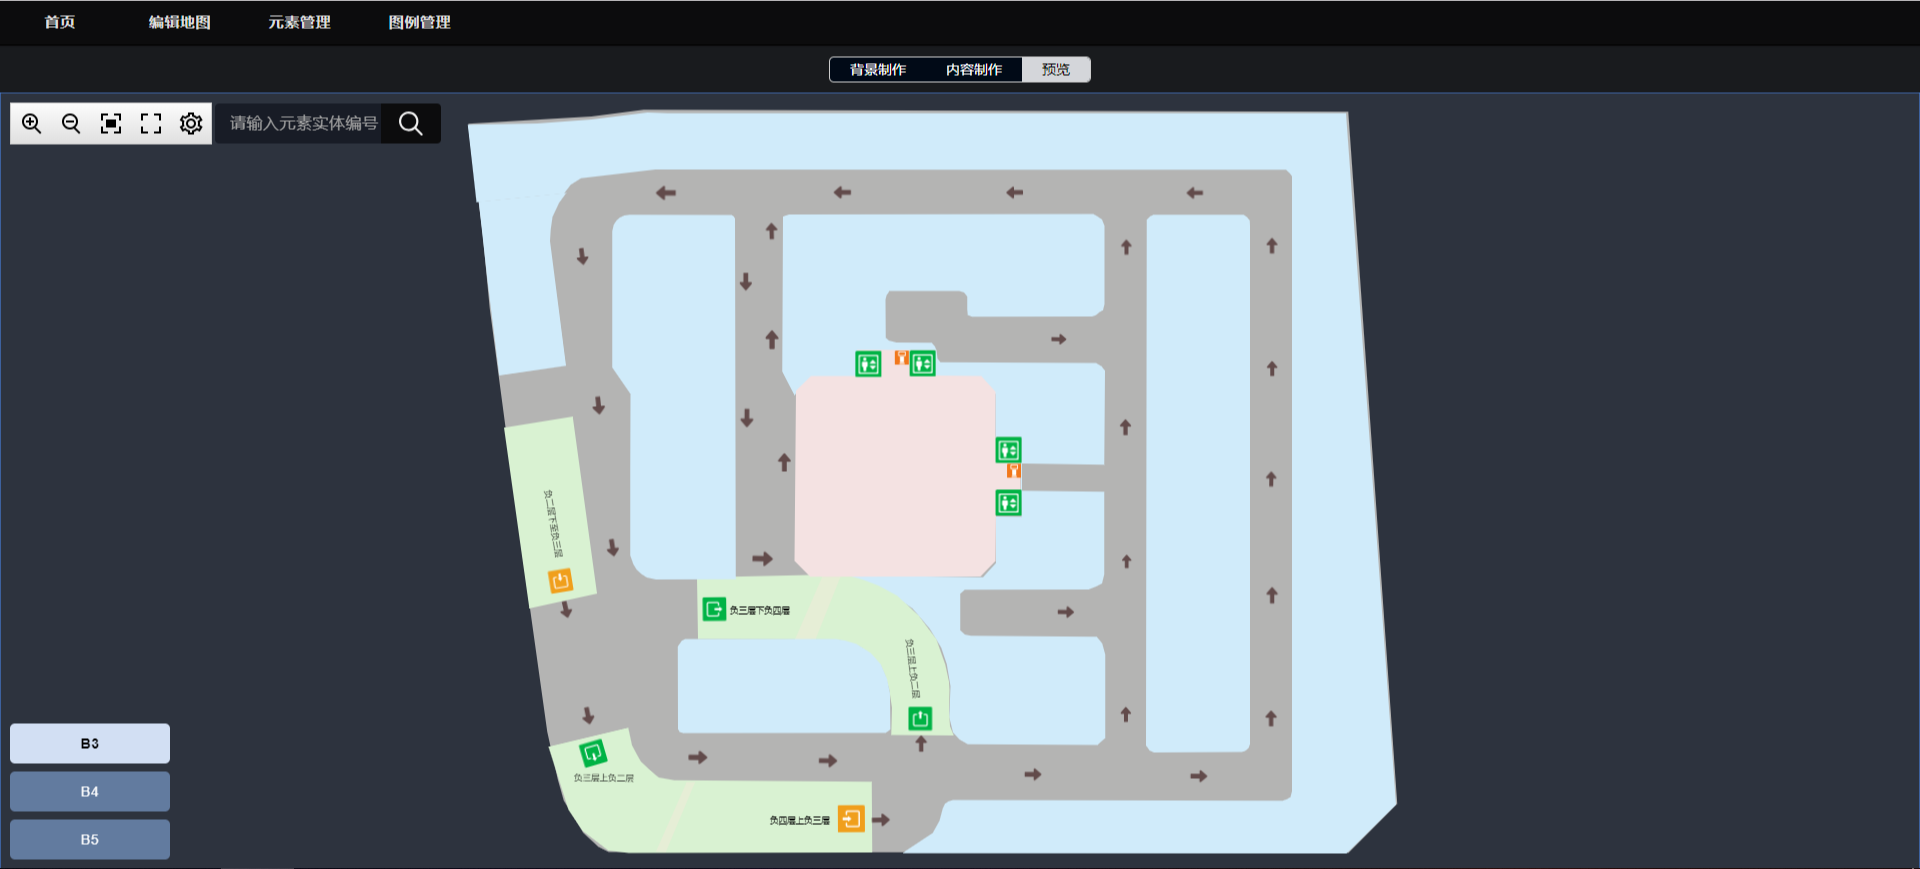 首页
编辑地图
元素管理
图例管理
背景制作
内容制作
预览
请输入元素实体编号
负二层下至负三层
负三层下负四层
负三层上负二层
负三层上负二层
负四层上负三层
B3
B4
B5